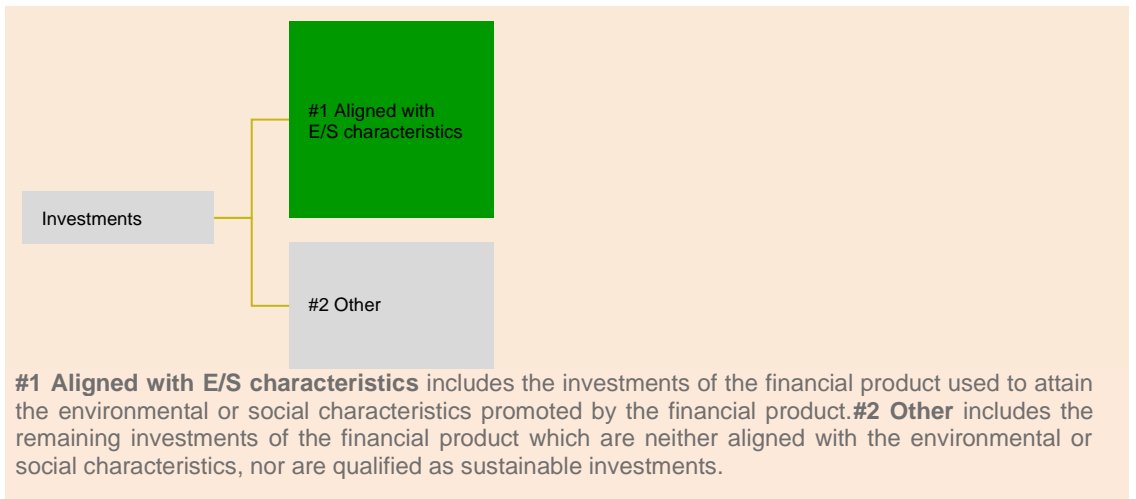 #1 Aligned with
E/S characteristics
Investments
#2 Other
#1 Aligned with E/S characteristics includes the investments of the financial product used to attain
the environmental or social characteristics promoted by the financial product.#2 Other includes the
remaining investments of the financial product which are neither aligned with the environmental or
social characteristics, nor are qualified as sustainable investments.